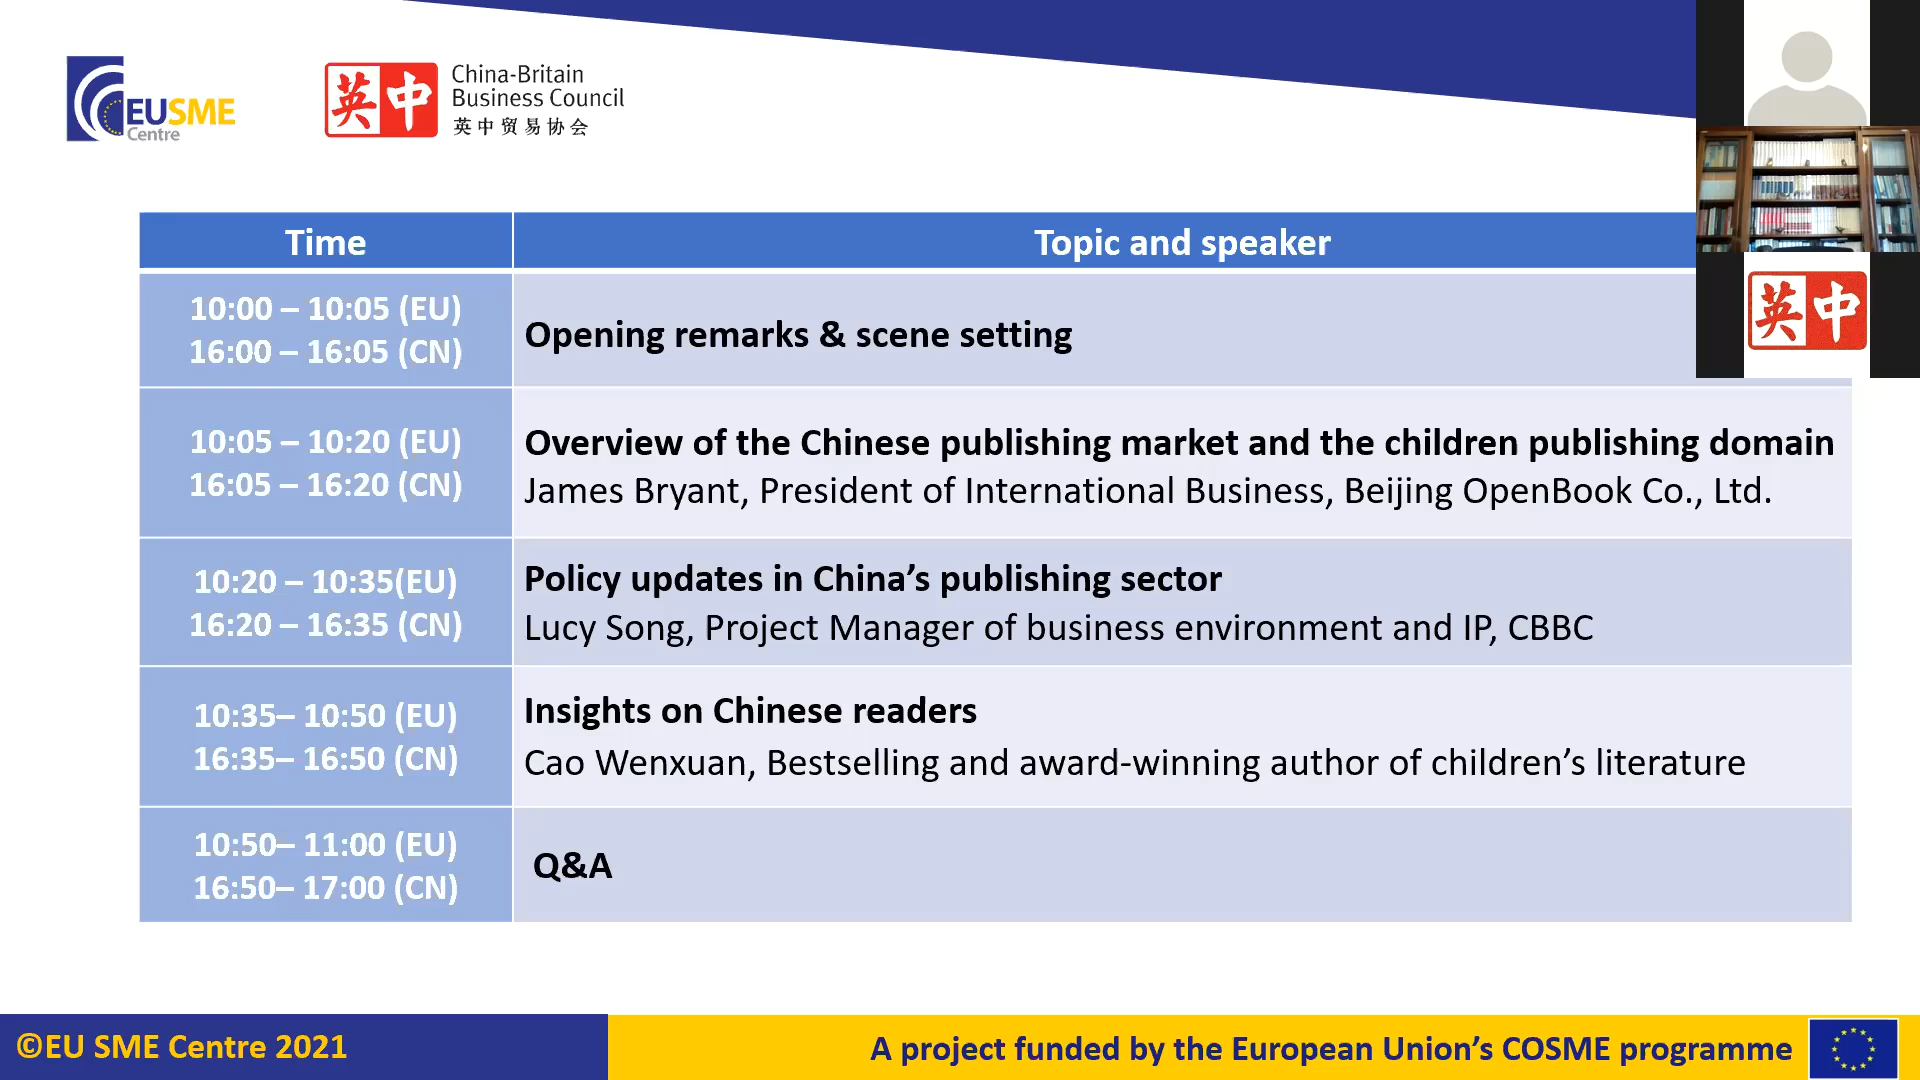 EUSME
Centre
英中
China-Britain
Business Council
英中贸易协会
Time
Topic and speaker
10:00 – 10:05 (EU)
16:00 – 16:05 (CN)
Opening remarks & scene setting
英中
10:05 – 10:20 (EU)
16:05 – 16:20 (CN)
Overview of the Chinese publishing market and the children publishing domain
James Bryant, President of International Business, Beijing OpenBook Co., Ltd.
10:20 – 10:35(EU)
16:20 – 16:35 (CN)
Policy updates in China’s publishing sector
Lucy Song, Project Manager of business environment and IP, CBBC
10:35– 10:50 (EU)
16:35– 16:50 (CN)
Insights on Chinese readers
Cao Wenxuan, Bestselling and award-winning author of children’s literature
10:50– 11:00 (EU)
16:50– 17:00 (CN)
Q&A
©EU SME Centre 2021
A project funded by the European Union’s COSME programme